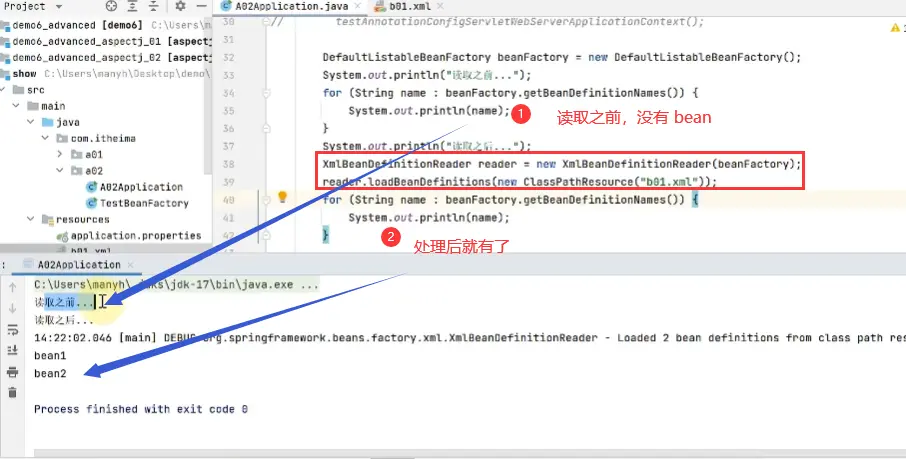 Project
A02Application.java
b01.xml
demo6_advanced [demo6] C:\Users\m
demo6_advanced_aspectj_01 [aspectj
demo6_advanced_aspectj_02 [aspectj
show C:\Users\manyh\Desktop\demo\
src
main
java
com.itheima
a01
a02
A02Application
TestBeanFactory
resources
application.properties
b01.xml
30 // testAnnotationConfigServletWebServerApplicationContext();
31
32 DefaultListableBeanFactory beanFactory = new DefaultListableBeanFactory();
33 System.out.println("读取之前...");
34 for (String name : beanFactory.getBeanDefinitionNames()) {
35 System.out.println(name);
36 }
37 System.out.println("读取之后...");
38 XmlBeanDefinitionReader reader = new XmlBeanDefinitionReader(beanFactory);
39 reader.loadBeanDefinitions(new ClassPathResource("b01.xml"));
40 for (String name : beanFactory.getBeanDefinitionNames()) {
41 System.out.println(name);
42 }
1 读取之前，没有 bean
2 处理后就有了
A02Application
C:\Users\manyh\.jdks\jdk-17\bin\java.exe ...
读取之前...
读取之后...
14:22:02.046 [main] DEBUG org.springframework.beans.factory.xml.XmlBeanDefinitionReader - Loaded 2 bean definitions from class path res
bean1
bean2
Process finished with exit code 0